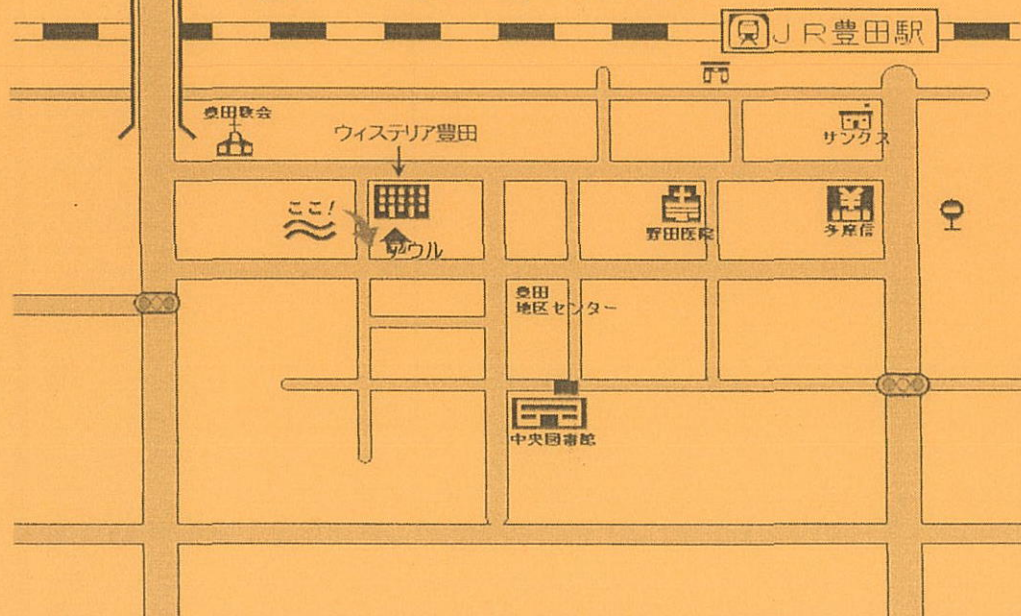 JR豊田駅
豊田教会
ウィステリア豊田
サンクス
ここ!
野田医院
多摩信
アウル
豊田
地区センター
中央図書館